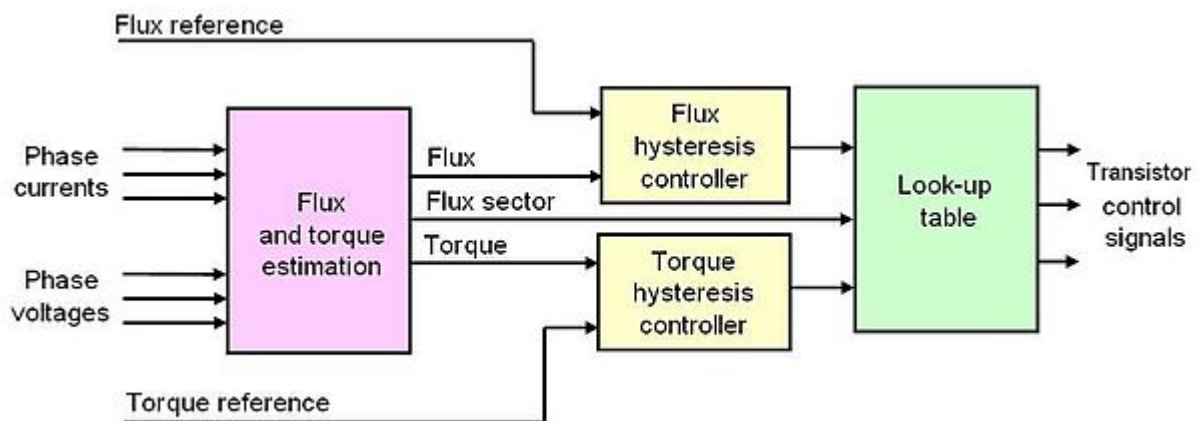 Flux reference
Phase
currents
Phase
voltages
Flux
and torque
estimation
Flux
Flux sector
Torque
Flux
hysteresis
controller
Torque
hysteresis
controller
Look-up
table
Transistor
control
signals
Torque reference